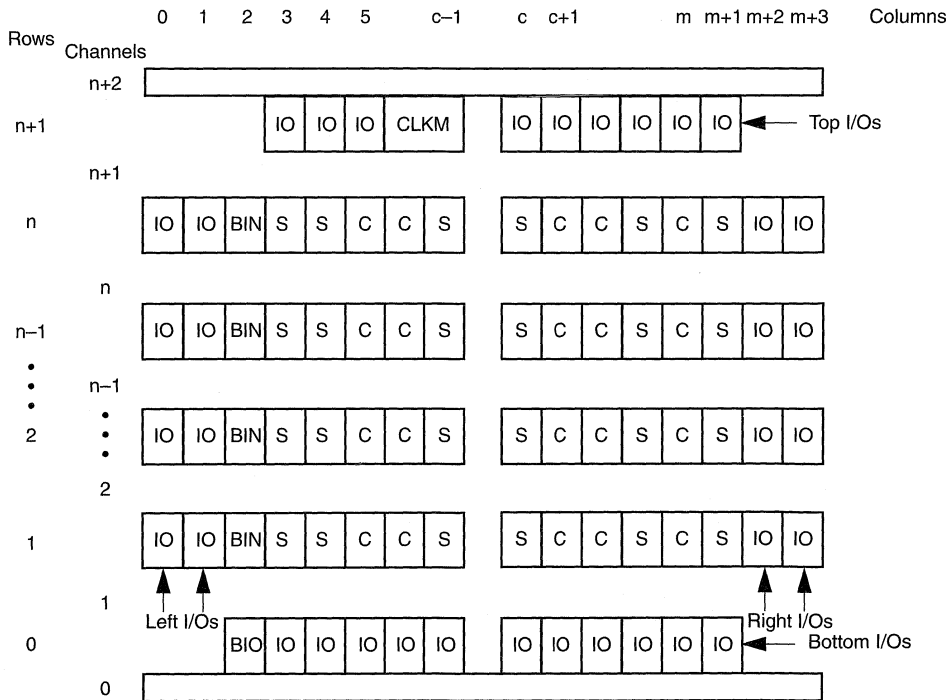 0 1 2 3 4 5 c–1 c c+1 m m+1 m+2 m+3 Columns
Rows
Channels
n+2
n+1 IO IO IO CLKM IO IO IO IO IO IO Top I/Os
n+1
n IO IO BIN S S C C S S C C S C S IO IO
n
n–1 IO IO BIN S S C C S S C C S C S IO IO
n–1
2 IO IO BIN S S C C S S C C S C S IO IO
2
1 IO IO BIN S S C C S S C C S C S IO IO
1
Left I/Os Right I/Os
0 BIO IO IO IO IO IO IO IO IO IO IO IO Bottom I/Os
0